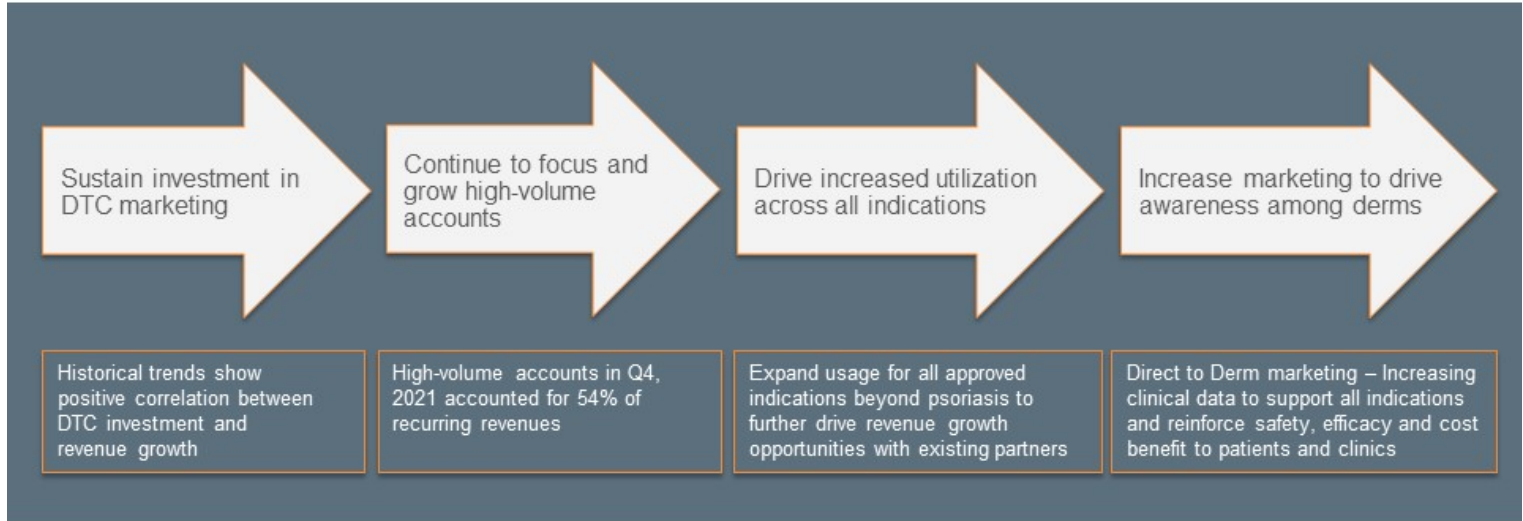 Sustain investment in
DTC marketing
Continue to focus and
grow high-volume
accounts
Drive increased utilization
across all indications
Increase marketing to drive
awareness among derms
Historical trends show
positive correlation between
DTC investment and
revenue growth
High-volume accounts in Q4,
2021 accounted for 54% of
recurring revenues
Expand usage for all approved
indications beyond psoriasis to
further drive revenue growth
opportunities with existing partners
Direct to Derm marketing – Increasing
clinical data to support all indications
and reinforce safety, efficacy and cost
benefit to patients and clinics